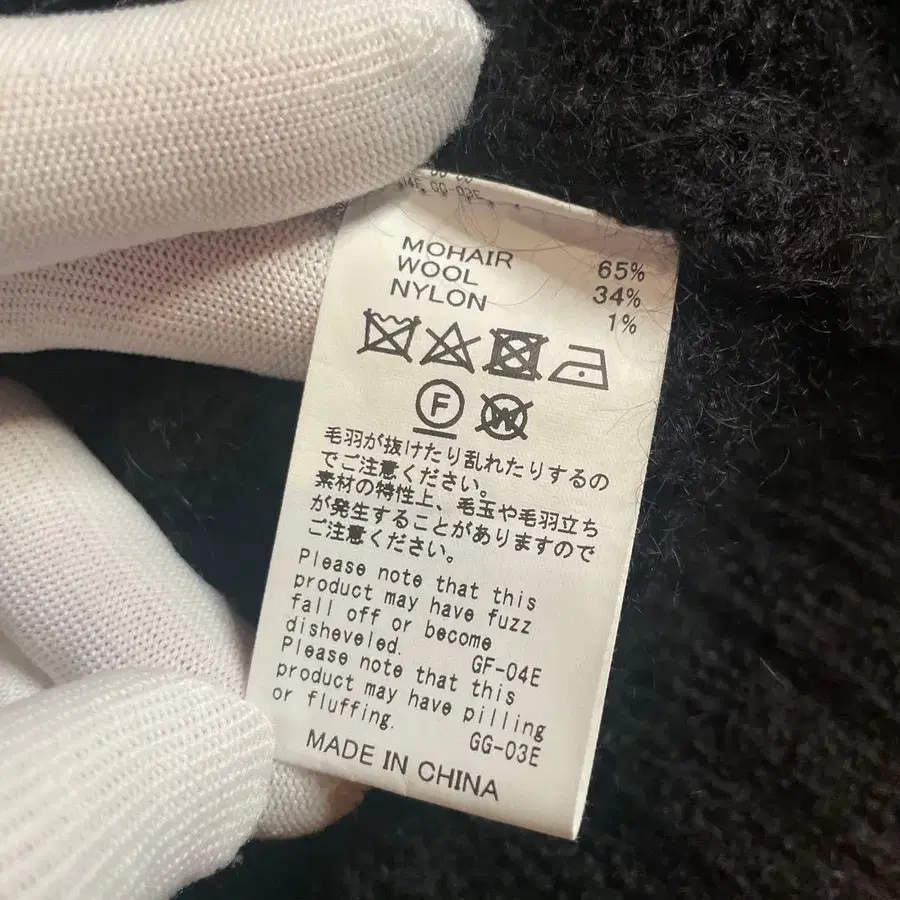 MOHAIR 65%
WOOL 34%
NYLON 1%
F
W
毛羽が抜けたり乱れたりするの
でご注意ください。
素材の特性上、毛玉や毛羽立ち
が発生することがありますので
ご注意ください。
Please note that this
product may have fuzz
fall off or become
disheveled. GF-04E
Please note that this
product may have pilling
or fluffing. GG-03E
MADE IN CHINA